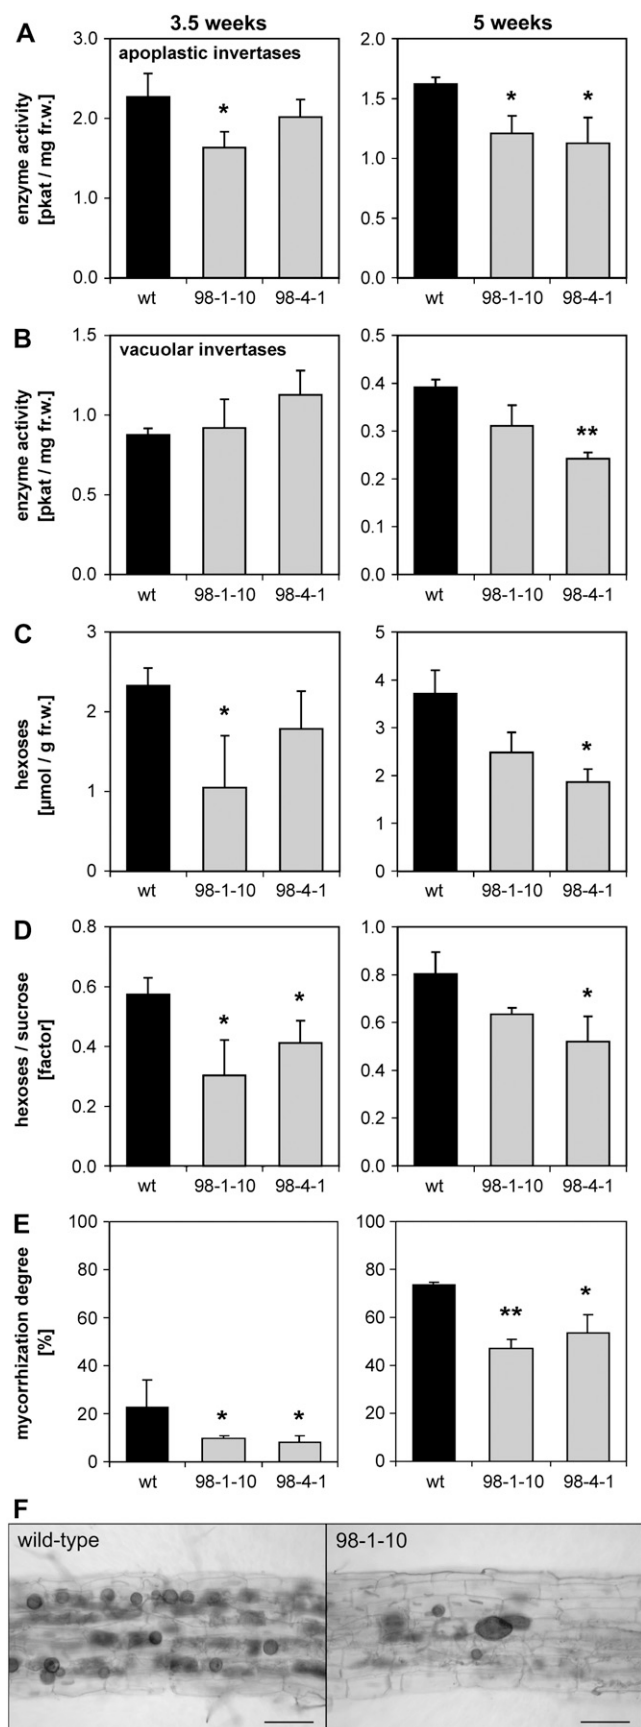 3.5 weeks 5 weeks
A
apoplastic invertases
enzyme activity
[pkat / mg fr.w.]
3.0
2.0
1.0
0.0
*
wt 98-1-10 98-4-1
2.0
1.5
1.0
0.5
0.0
* *
wt 98-1-10 98-4-1
B
vacuolar invertases
enzyme activity
[pkat / mg fr.w.]
1.5
1.0
0.5
0.0
wt 98-1-10 98-4-1
0.5
0.4
0.3
0.2
0.1
0.0
**
wt 98-1-10 98-4-1
C
hexoses
[µmol / g fr.w.]
3
2
1
0
*
wt 98-1-10 98-4-1
5
4
3
2
1
0
*
wt 98-1-10 98-4-1
D
hexoses / sucrose
[factor]
0.8
0.6
0.4
0.2
0.0
* *
wt 98-1-10 98-4-1
1.0
0.8
0.6
0.4
0.2
0.0
*
wt 98-1-10 98-4-1
E
mycorrhization degree
[%]
100
80
60
40
20
0
* *
wt 98-1-10 98-4-1
100
80
60
40
20
0
** *
wt 98-1-10 98-4-1
F
wild-type 98-1-10